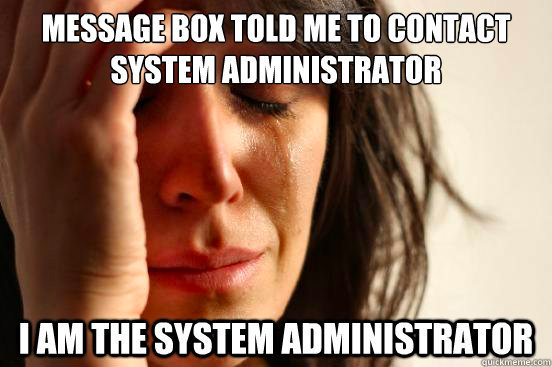 MESSAGE BOX TOLD ME TO CONTACT
SYSTEM ADMINISTRATOR
I AM THE SYSTEM ADMINISTRATOR
quickmeme.com